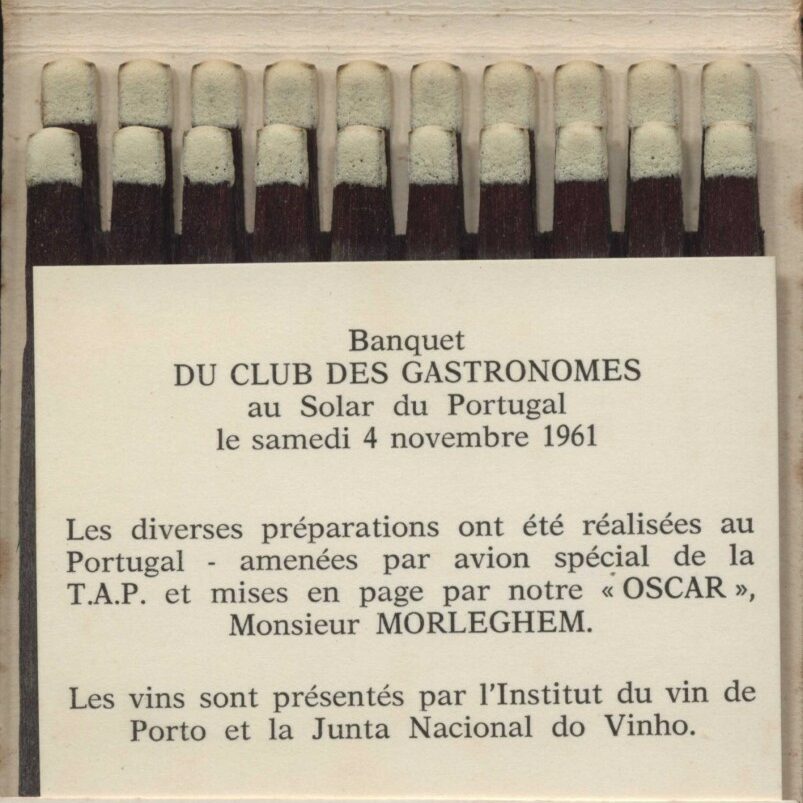 Banquet
DU CLUB DES GASTRONOMES
au Solar du Portugal
le samedi 4 novembre 1961
Les diverses préparations ont été réalisées au
Portugal - amenées par avion spécial de la
T.A.P. et mises en page par notre « OSCAR »,
Monsieur MORLEGHEM.
Les vins sont présentés par l'Institut du vin de
Porto et la Junta Nacional do Vinho.